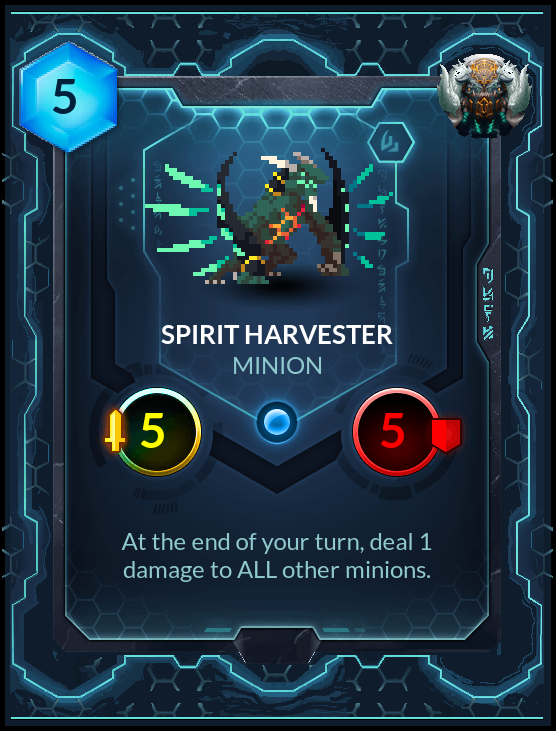 5
SPIRIT HARVESTER
MINION
5 5
At the end of your turn, deal 1
damage to ALL other minions.